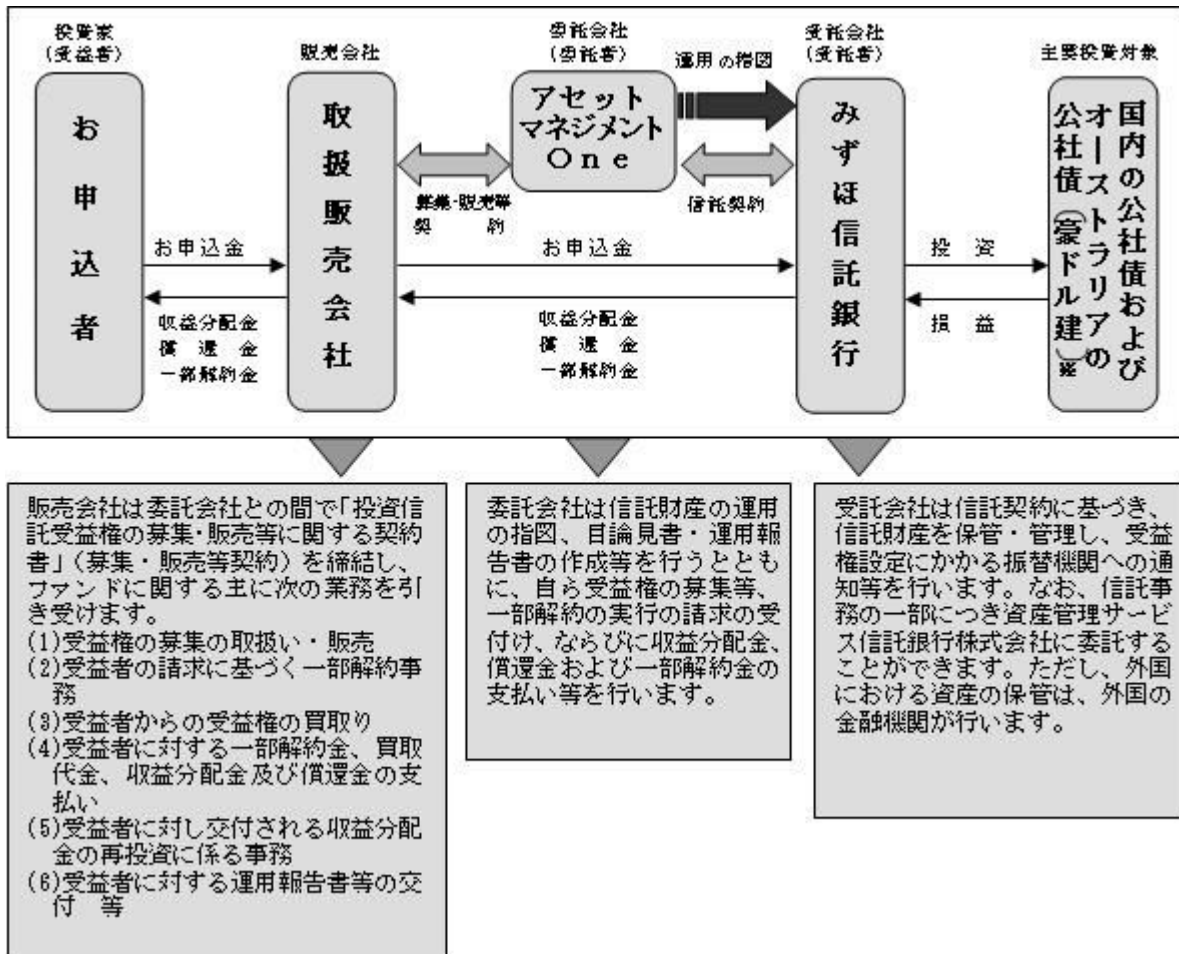 投資家
(受益者)
販売会社
委託会社
(委託者)
運用の指図
受託会社
(受託者)
主要投資対象
お申込者
取扱販売会社
アセット
マネジメント
One
みずほ信託銀行
国内の公社債および
オーストラリアの
公社債(豪ドル建)※
募集・販売等
契約
信託契約
お申込金
お申込金
投資
収益分配金
償還金
一部解約金
収益分配金
償還金
一部解約金
損益
販売会社は委託会社との間で「投資信
託受益権の募集・販売等に関する契約
書」(募集・販売等契約)を締結し、
ファンドに関する主に次の業務を引
き受けます。
(1)受益権の募集の取扱い・販売
(2)受益者の請求に基づく一部解約事
務
(3)受益者からの受益権の買取り
(4)受益者に対する一部解約金、買取
代金、収益分配金及び償還金の支
払い
(5)受益者に対し交付される収益分配
金の再投資に係る事務
(6)受益者に対する運用報告書等の交
付 等
委託会社は信託財産の運用
の指図、目論見書・運用報
告書の作成等を行うととも
に、自ら受益権の募集等、
一部解約の実行の請求の受
付け、ならびに収益分配金、
償還金および一部解約金の
支払い等を行います。
受託会社は信託契約に基づき、
信託財産を保管・管理し、受益
権設定にかかる振替機関への通
知等を行います。なお、信託事
務の一部につき資産管理サービ
ス信託銀行株式会社に委託する
ことができます。ただし、外国
における資産の保管は、外国の
金融機関が行います。